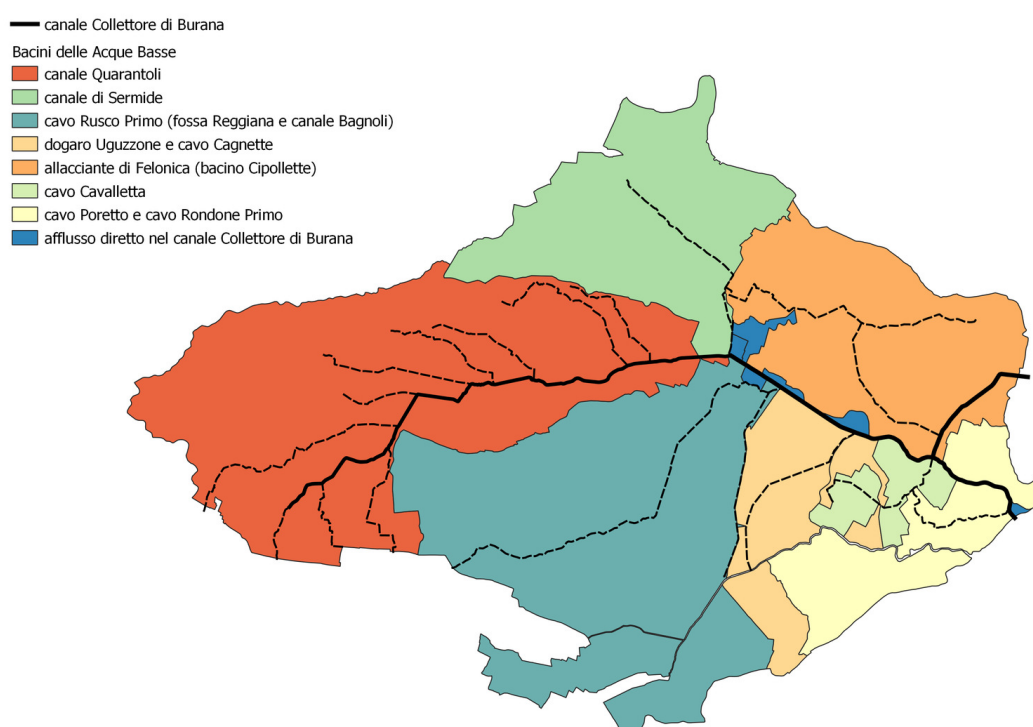 canale Collettore di Burana
Bacini delle Acque Basse
canale Quarantoli
canale di Sermide
cavo Rusco Primo (fossa Reggiana e canale Bagnoli)
dogaro Uguzzone e cavo Cagnette
allacciante di Felonica (bacino Cipollette)
cavo Cavalletta
cavo Poretto e cavo Rondone Primo
afflusso diretto nel canale Collettore di Burana